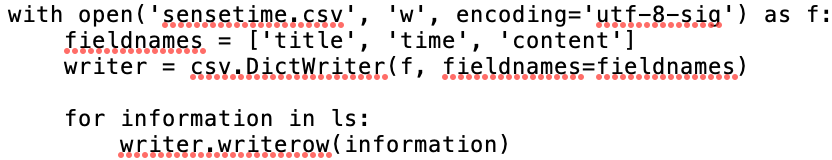 with open('sensetime.csv', 'w', encoding='utf-8-sig') as f:
    fieldnames = ['title', 'time', 'content']
    writer = csv.DictWriter(f, fieldnames=fieldnames)

    for information in ls:
        writer.writerow(information)